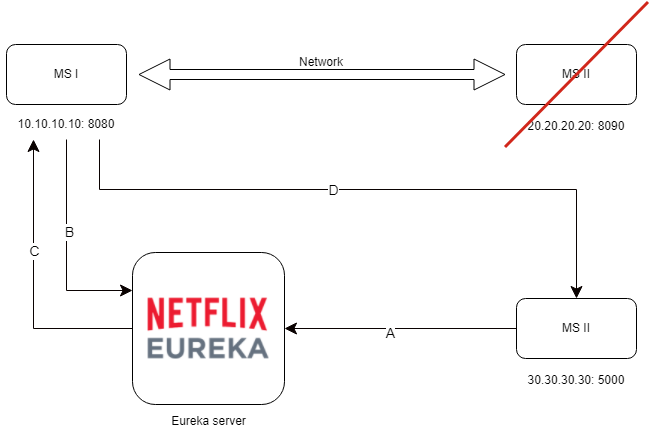 Network
MS I
MS II
10.10.10.10: 8080
20.20.20.20: 8090
D
B
C
NETFLIX
EUREKA
A
MS II
30.30.30.30: 5000
Eureka server